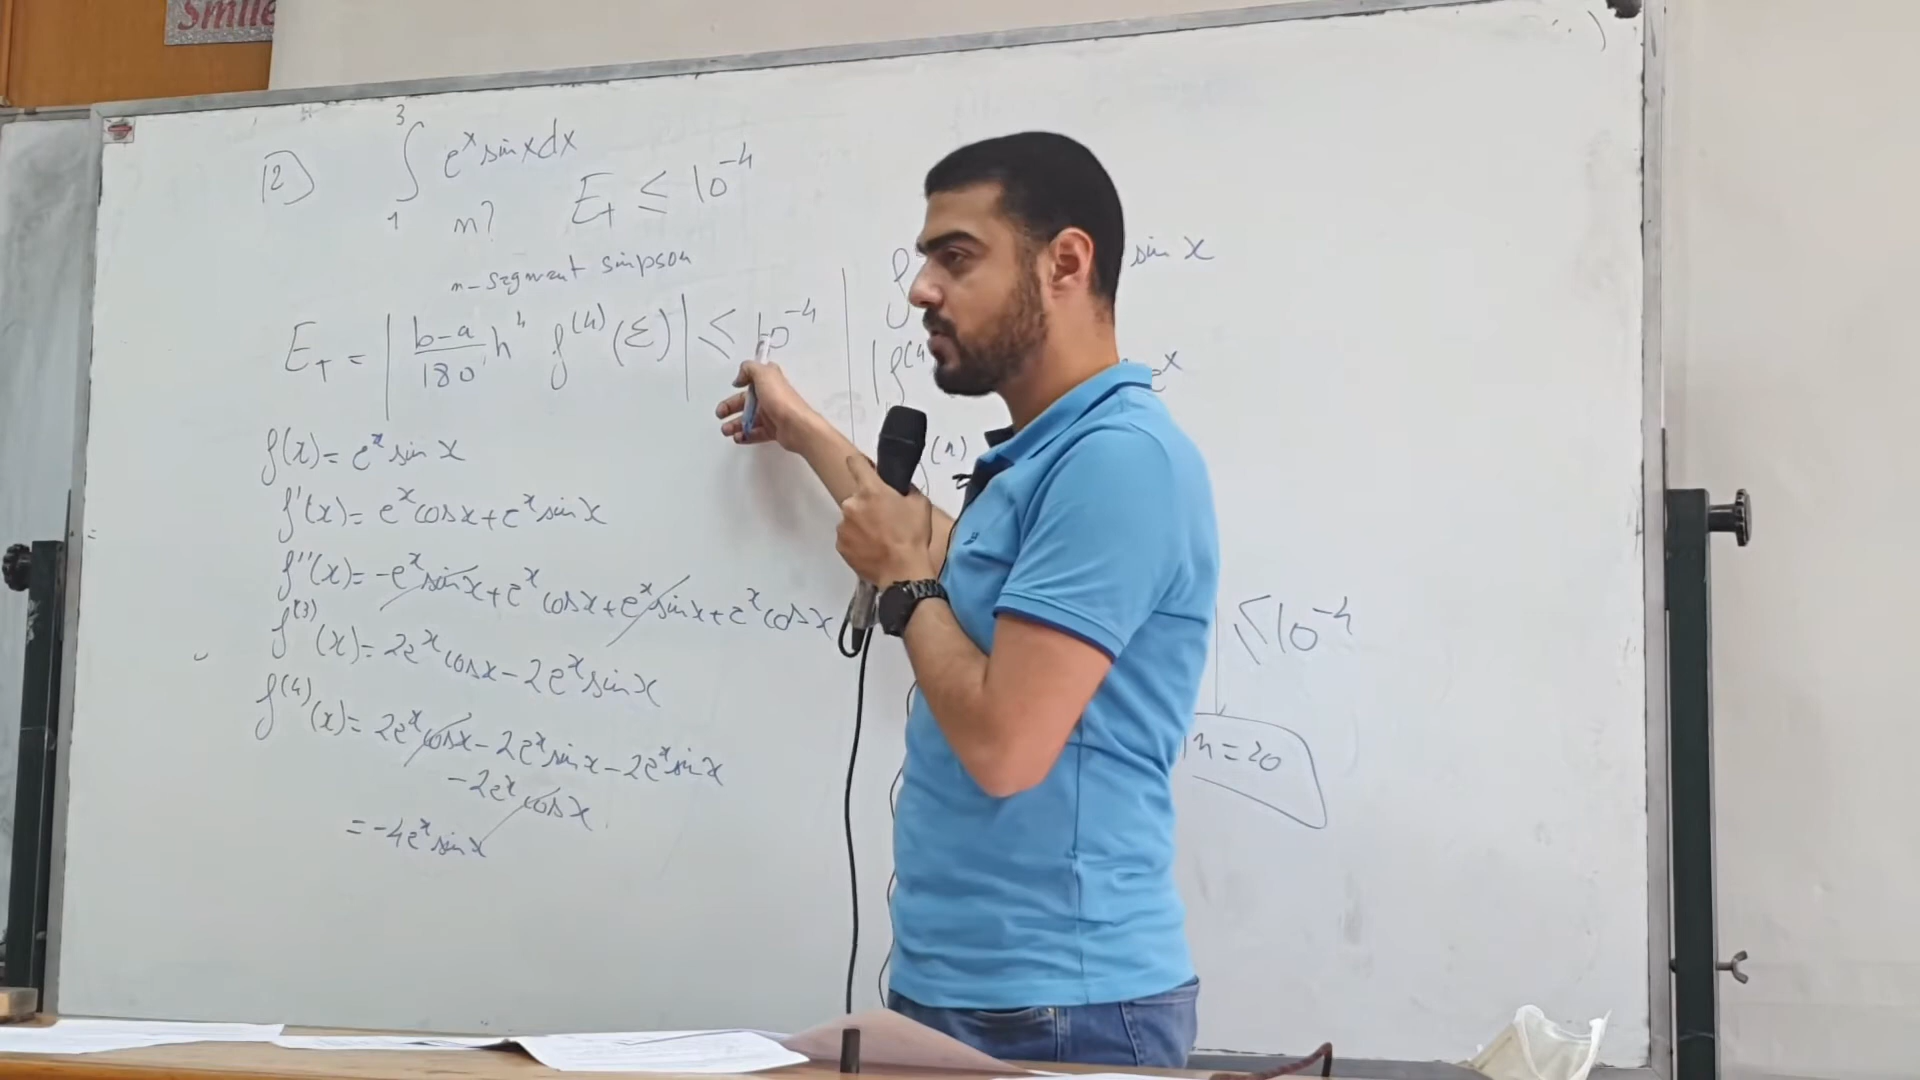 Smile
12)
∫₁³ eˣ sin x dx
n? E_T ≤ 10⁻⁴
n-segment simpson
E_T = | (b-a)/180 h⁴ f⁽⁴⁾(ξ) | ≤ 10⁻⁴
f(x) = eˣ sin x
f'(x) = eˣ cos x + eˣ sin x
f''(x) = -eˣ sin x + eˣ cos x + eˣ sin x + eˣ cos x
f⁽³⁾(x) = 2eˣ cos x - 2eˣ sin x
f⁽⁴⁾(x) = 2eˣ cos x - 2eˣ sin x - 2eˣ sin x
- 2eˣ cos x
= -4eˣ sin x
f sin x
|f⁽⁴ eˣ
(x)
≤ 10⁻⁴
n = 20